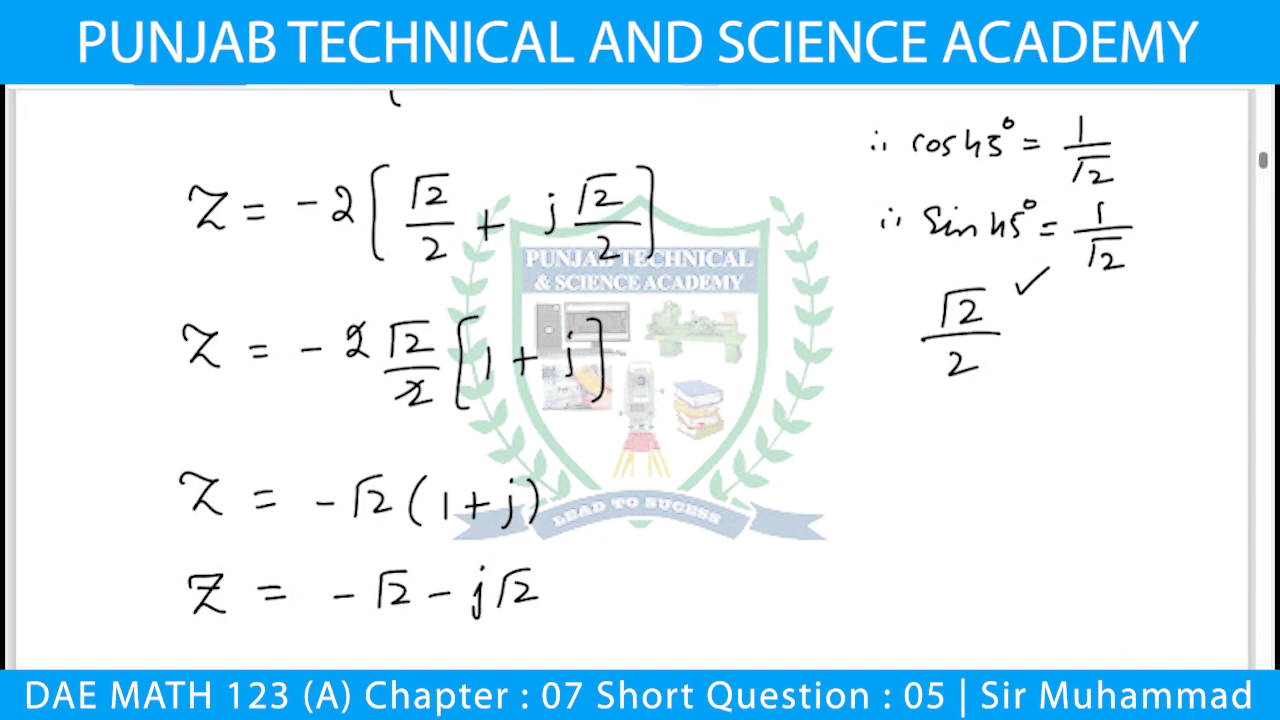 PUNJAB TECHNICAL AND SCIENCE ACADEMY
Z = -2 [ √2/2 + j √2/2 ]
Z = -2 √2/2 [ 1 + j ]
Z = -√2 ( 1 + j )
Z = -√2 - j√2
∴ cos 45° = 1/√2
∴ Sin 45° = 1/√2
√2/2 ✓
PUNJAB TECHNICAL
& SCIENCE ACADEMY
LEAD TO SUCESS
DAE MATH 123 (A) Chapter : 07 Short Question : 05 | Sir Muhammad